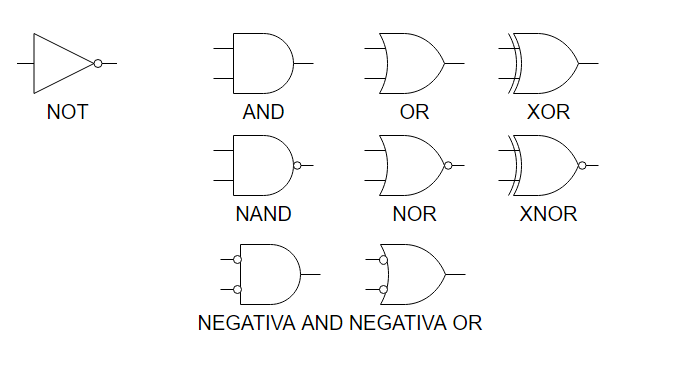 NOT
AND
OR
XOR
NAND
NOR
XNOR
NEGATIVA AND
NEGATIVA OR